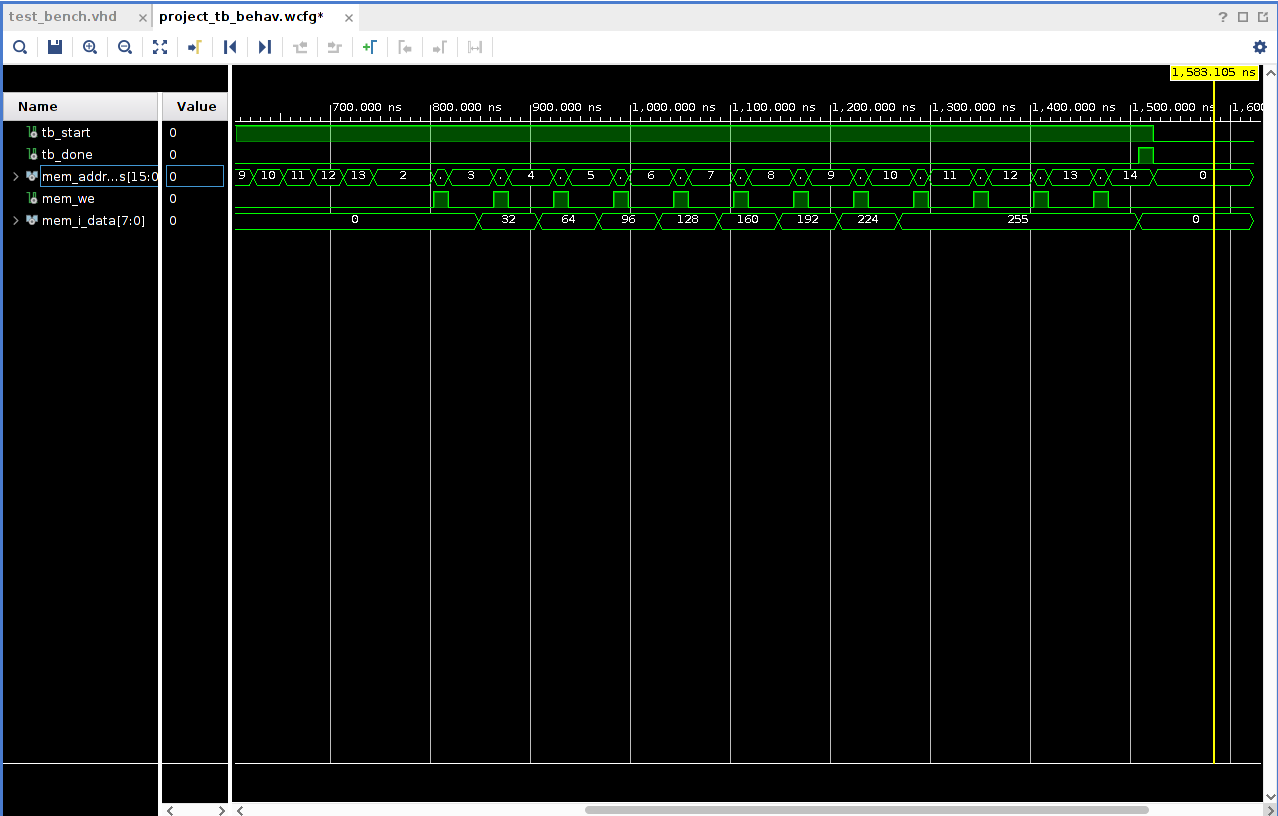 test_bench.vhd × project_tb_behav.wcfg* ×
1,583.105 ns
Name Value
700.000 ns 800.000 ns 900.000 ns 1,000.000 ns 1,100.000 ns 1,200.000 ns 1,300.000 ns 1,400.000 ns 1,500.000 ns 1,600
tb_start 0
tb_done 0
mem_addr...s[15:0 0 9 10 11 12 13 2 . 3 . 4 . 5 . 6 . 7 . 8 . 9 . 10 . 11 . 12 . 13 . 14 0
mem_we 0
mem_i_data[7:0] 0 0 32 64 96 128 160 192 224 255 0